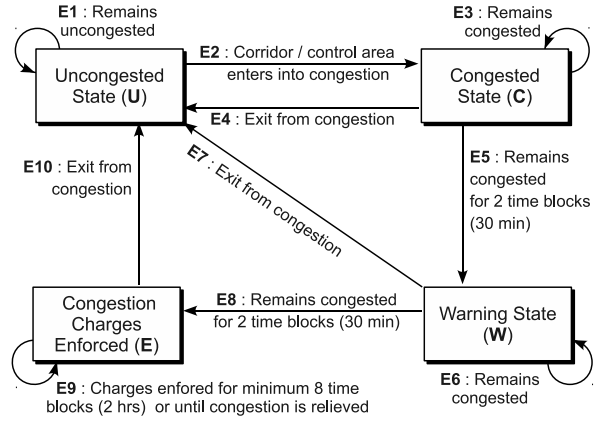 E1 : Remains
uncongested
E2 : Corridor / control area
enters into congestion
E3 : Remains
congested
Uncongested
State (U)
Congested
State (C)
E4 : Exit from congestion
E10 : Exit from
congestion
E7 : Exit from congestion
E5 : Remains
congested
for 2 time blocks
(30 min)
Congestion
Charges
Enforced (E)
E8 : Remains congested
for 2 time blocks (30 min)
Warning State
(W)
E9 : Charges enfored for minimum 8 time
blocks (2 hrs) or until congestion is relieved
E6 : Remains
congested